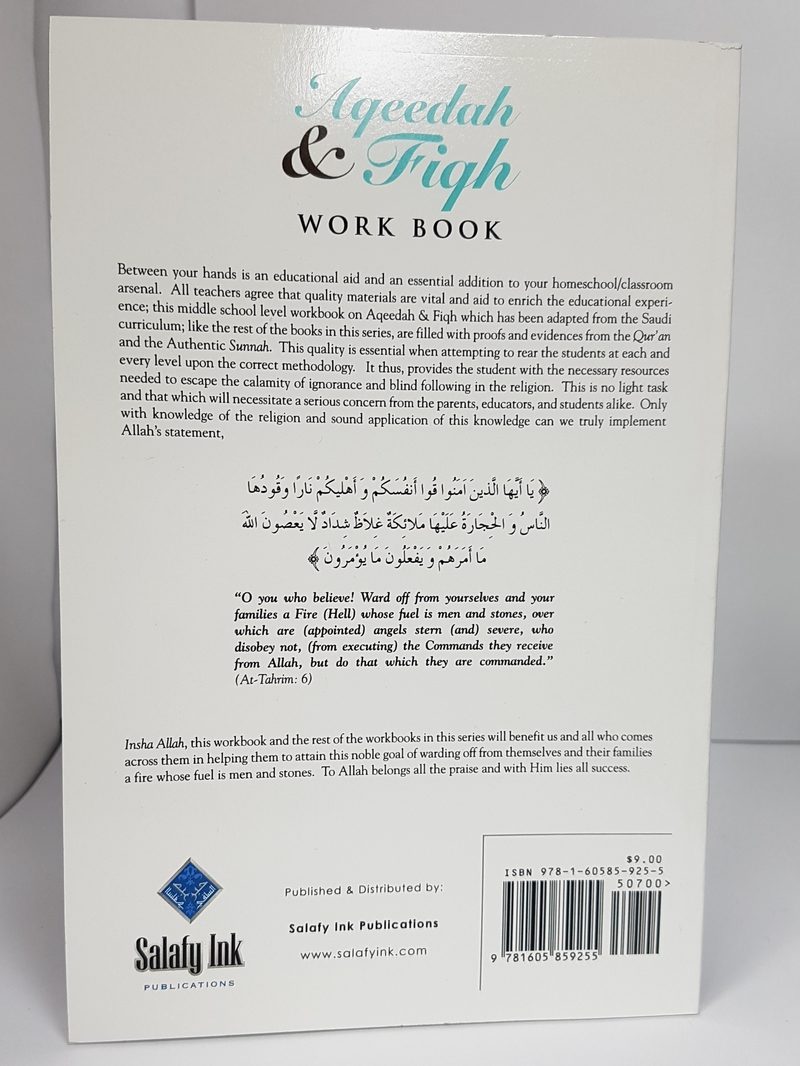 'Aqeedah
& Fiqh
WORK BOOK
Between your hands is an educational aid and an essential addition to your homeschool/classroom
arsenal. All teachers agree that quality materials are vital and aid to enrich the educational experi-
ence; this middle school level workbook on Aqeedah & Fiqh which has been adapted from the Saudi
curriculum; like the rest of the books in this series, are filled with proofs and evidences from the Qur'an
and the Authentic Sunnah. This quality is essential when attempting to rear the students at each and
every level upon the correct methodology. It thus, provides the student with the necessary resources
needed to escape the calamity of ignorance and blind following in the religion. This is no light task
and that which will necessitate a serious concern from the parents, educators, and students alike. Only
with knowledge of the religion and sound application of this knowledge can we truly implement
Allah's statement,
﴿ يَا أَيُّهَا الَّذينَ آمَنُوا قُوا أَنفُسَكُمْ وَ أَهْلِيكُمْ نَارًا وَقُودُهَا
النَّاسُ وَ الْحِجَارَةُ عَلَيْهَا مَلَائِكَةٌ غِلَاظٌ شِدَادٌ لَّا يَعْصُونَ اللَّهَ
مَا أَمَرَهُمْ وَ يَفْعَلُونَ مَا يُؤْمَرُونَ ﴾
"O you who believe! Ward off from yourselves and your
families a Fire (Hell) whose fuel is men and stones, over
which are (appointed) angels stern (and) severe, who
disobey not, (from executing) the Commands they receive
from Allah, but do that which they are commanded."
(At-Tahrim: 6)
Insha Allah, this workbook and the rest of the workbooks in this series will benefit us and all who comes
across them in helping them to attain this noble goal of warding off from themselves and their families
a fire whose fuel is men and stones. To Allah belongs all the praise and with Him lies all success.
Salafy Ink
PUBLICATIONS
Published & Distributed by:
Salafy Ink Publications
www.salafyink.com
$9.00
ISBN 978-1-60585-925-5
50700>
9 781605 859255